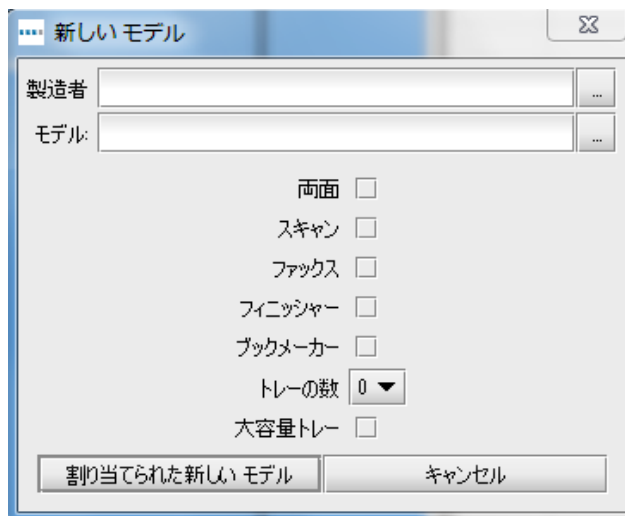 新しい モデル
製造者 ...
モデル: ...
両面
スキャン
ファックス
フィニッシャー
ブックメーカー
トレーの数 0
大容量トレー
割り当てられた新しい モデル キャンセル